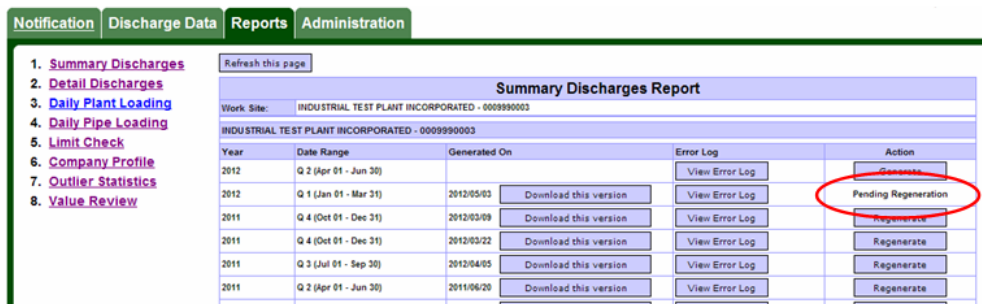 Notification Discharge Data Reports Administration
1. Summary Discharges
2. Detail Discharges
3. Daily Plant Loading
4. Daily Pipe Loading
5. Limit Check
6. Company Profile
7. Outlier Statistics
8. Value Review
Refresh this page
Summary Discharges Report
Work Site: INDUSTRIAL TEST PLANT INCORPORATED - 0009990003
INDUSTRIAL TEST PLANT INCORPORATED - 0009990003
Year Date Range Generated On Error Log Action
2012 Q 2 (Apr 01 - Jun 30) View Error Log Generate
2012 Q 1 (Jan 01 - Mar 31) 2012/05/03 Download this version View Error Log Pending Regeneration
2011 Q 4 (Oct 01 - Dec 31) 2012/03/09 Download this version View Error Log Regenerate
2011 Q 4 (Oct 01 - Dec 31) 2012/03/22 Download this version View Error Log Regenerate
2011 Q 3 (Jul 01 - Sep 30) 2012/04/05 Download this version View Error Log Regenerate
2011 Q 2 (Apr 01 - Jun 30) 2011/06/20 Download this version View Error Log Regenerate